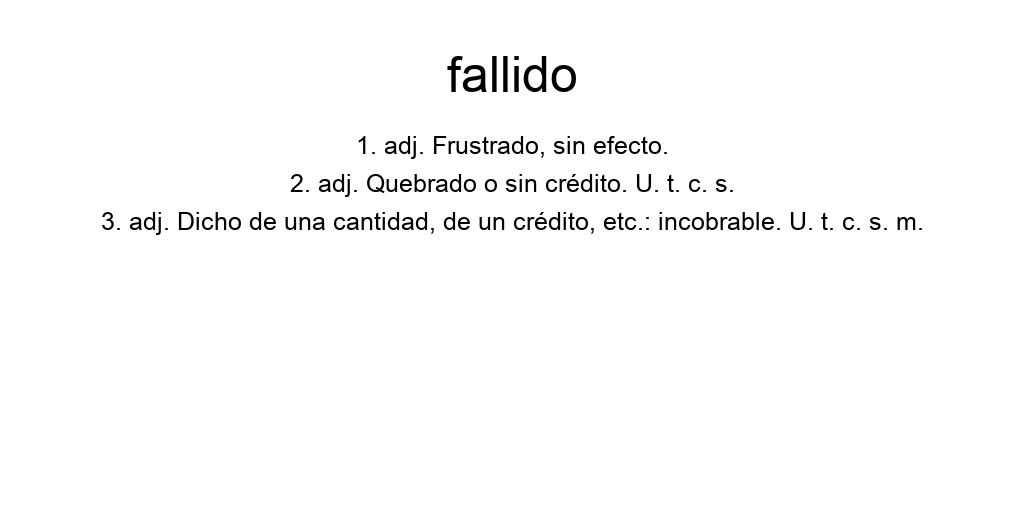 fallido
1. adj. Frustrado, sin efecto.
2. adj. Quebrado o sin crédito. U. t. c. s.
3. adj. Dicho de una cantidad, de un crédito, etc.: incobrable. U. t. c. s. m.